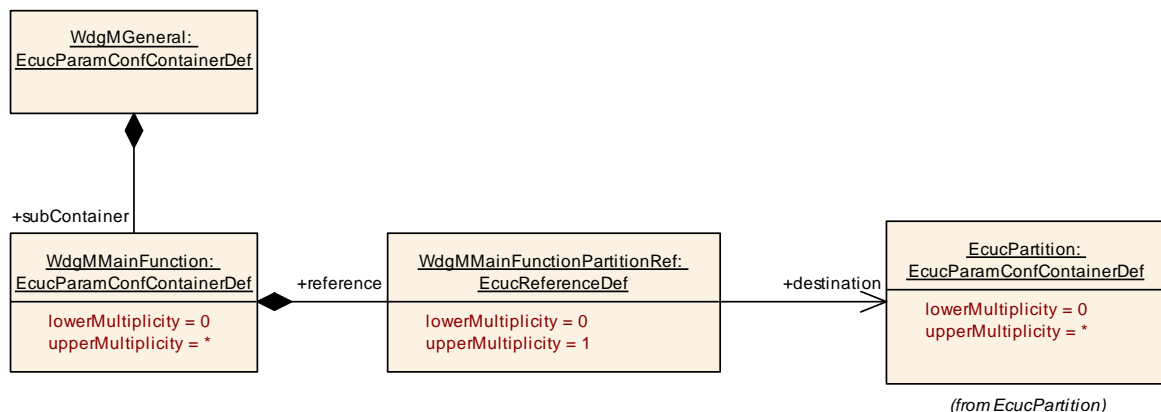 WdgMGeneral:
EcucParamConfContainerDef
+subContainer
WdgMMainFunction:
EcucParamConfContainerDef
lowerMultiplicity = 0
upperMultiplicity = *
+reference
WdgMMainFunctionPartitionRef:
EcucReferenceDef
lowerMultiplicity = 0
upperMultiplicity = 1
+destination
EcucPartition:
EcucParamConfContainerDef
lowerMultiplicity = 0
upperMultiplicity = *
(from EcucPartition)